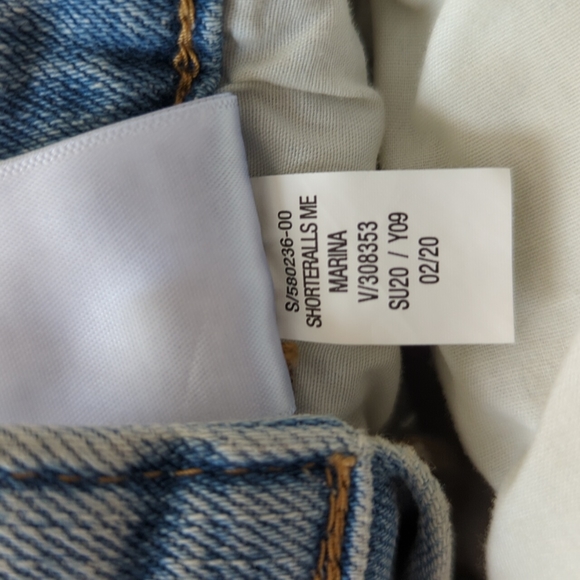 S/580236-00
SHORTERALLS ME
MARINA
V/308353
SU20 / Y09
02/20